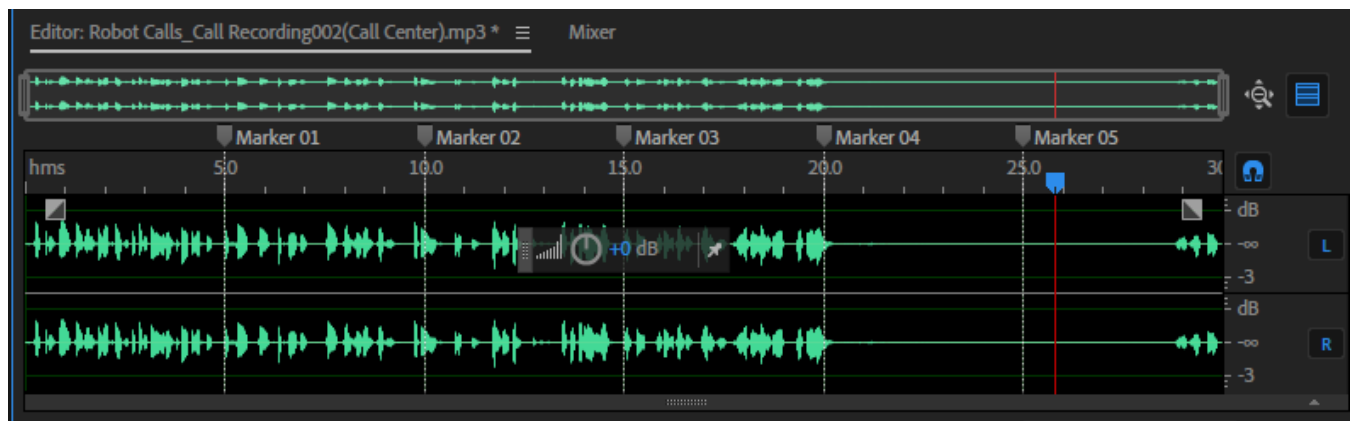 Editor: Robot Calls_Call Recording002(Call Center).mp3 * ≡ Mixer
Marker 01 Marker 02 Marker 03 Marker 04 Marker 05
hms 5.0 10.0 15.0 20.0 25.0 30
dB
+0 dB
-∞
L
-3
dB
-∞
R
-3